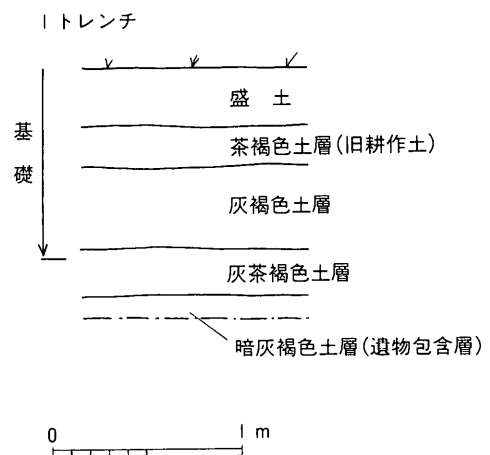 Iトレンチ
盛土
基礎
茶褐色土層(旧耕作土)
灰褐色土層
灰茶褐色土層
暗灰褐色土層(遺物包含層)
0 1m